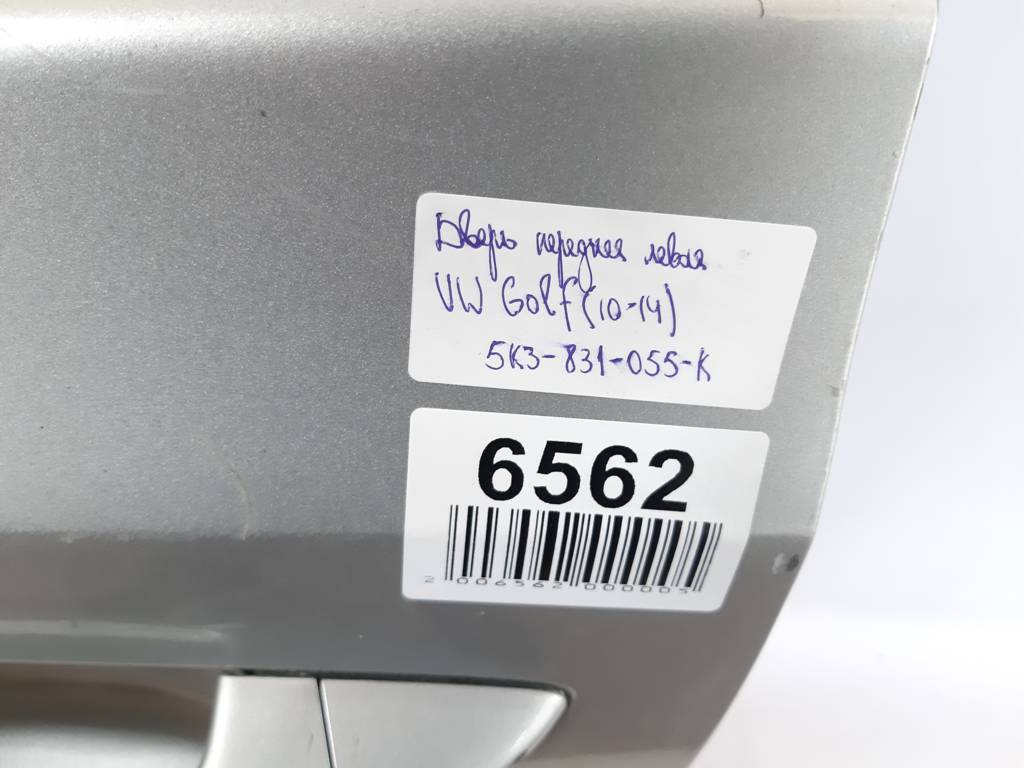 Дверь передняя левая
VW Golf (10-14)
5K3-831-055-K
6562
2 006562 000005